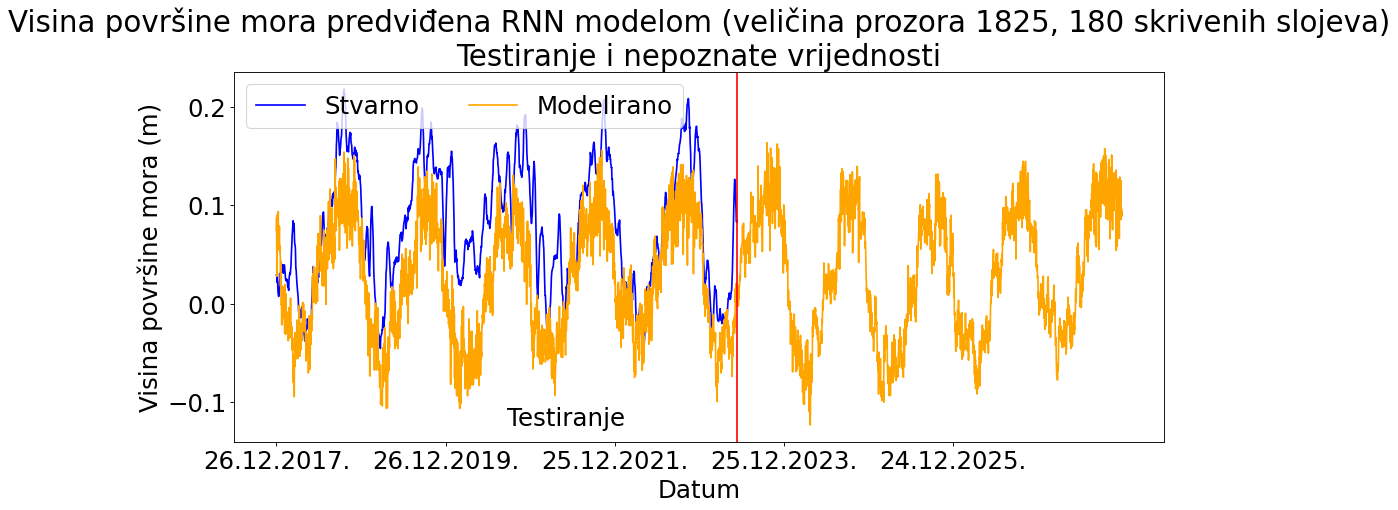 Visina površine mora predviđena RNN modelom (veličina prozora 1825, 180 skrivenih slojeva)
Testiranje i nepoznate vrijednosti
Stvarno
Modelirano
Visina površine mora (m)
0.2
0.1
0.0
−0.1
Testiranje
26.12.2017.
26.12.2019.
25.12.2021.
25.12.2023.
24.12.2025.
Datum